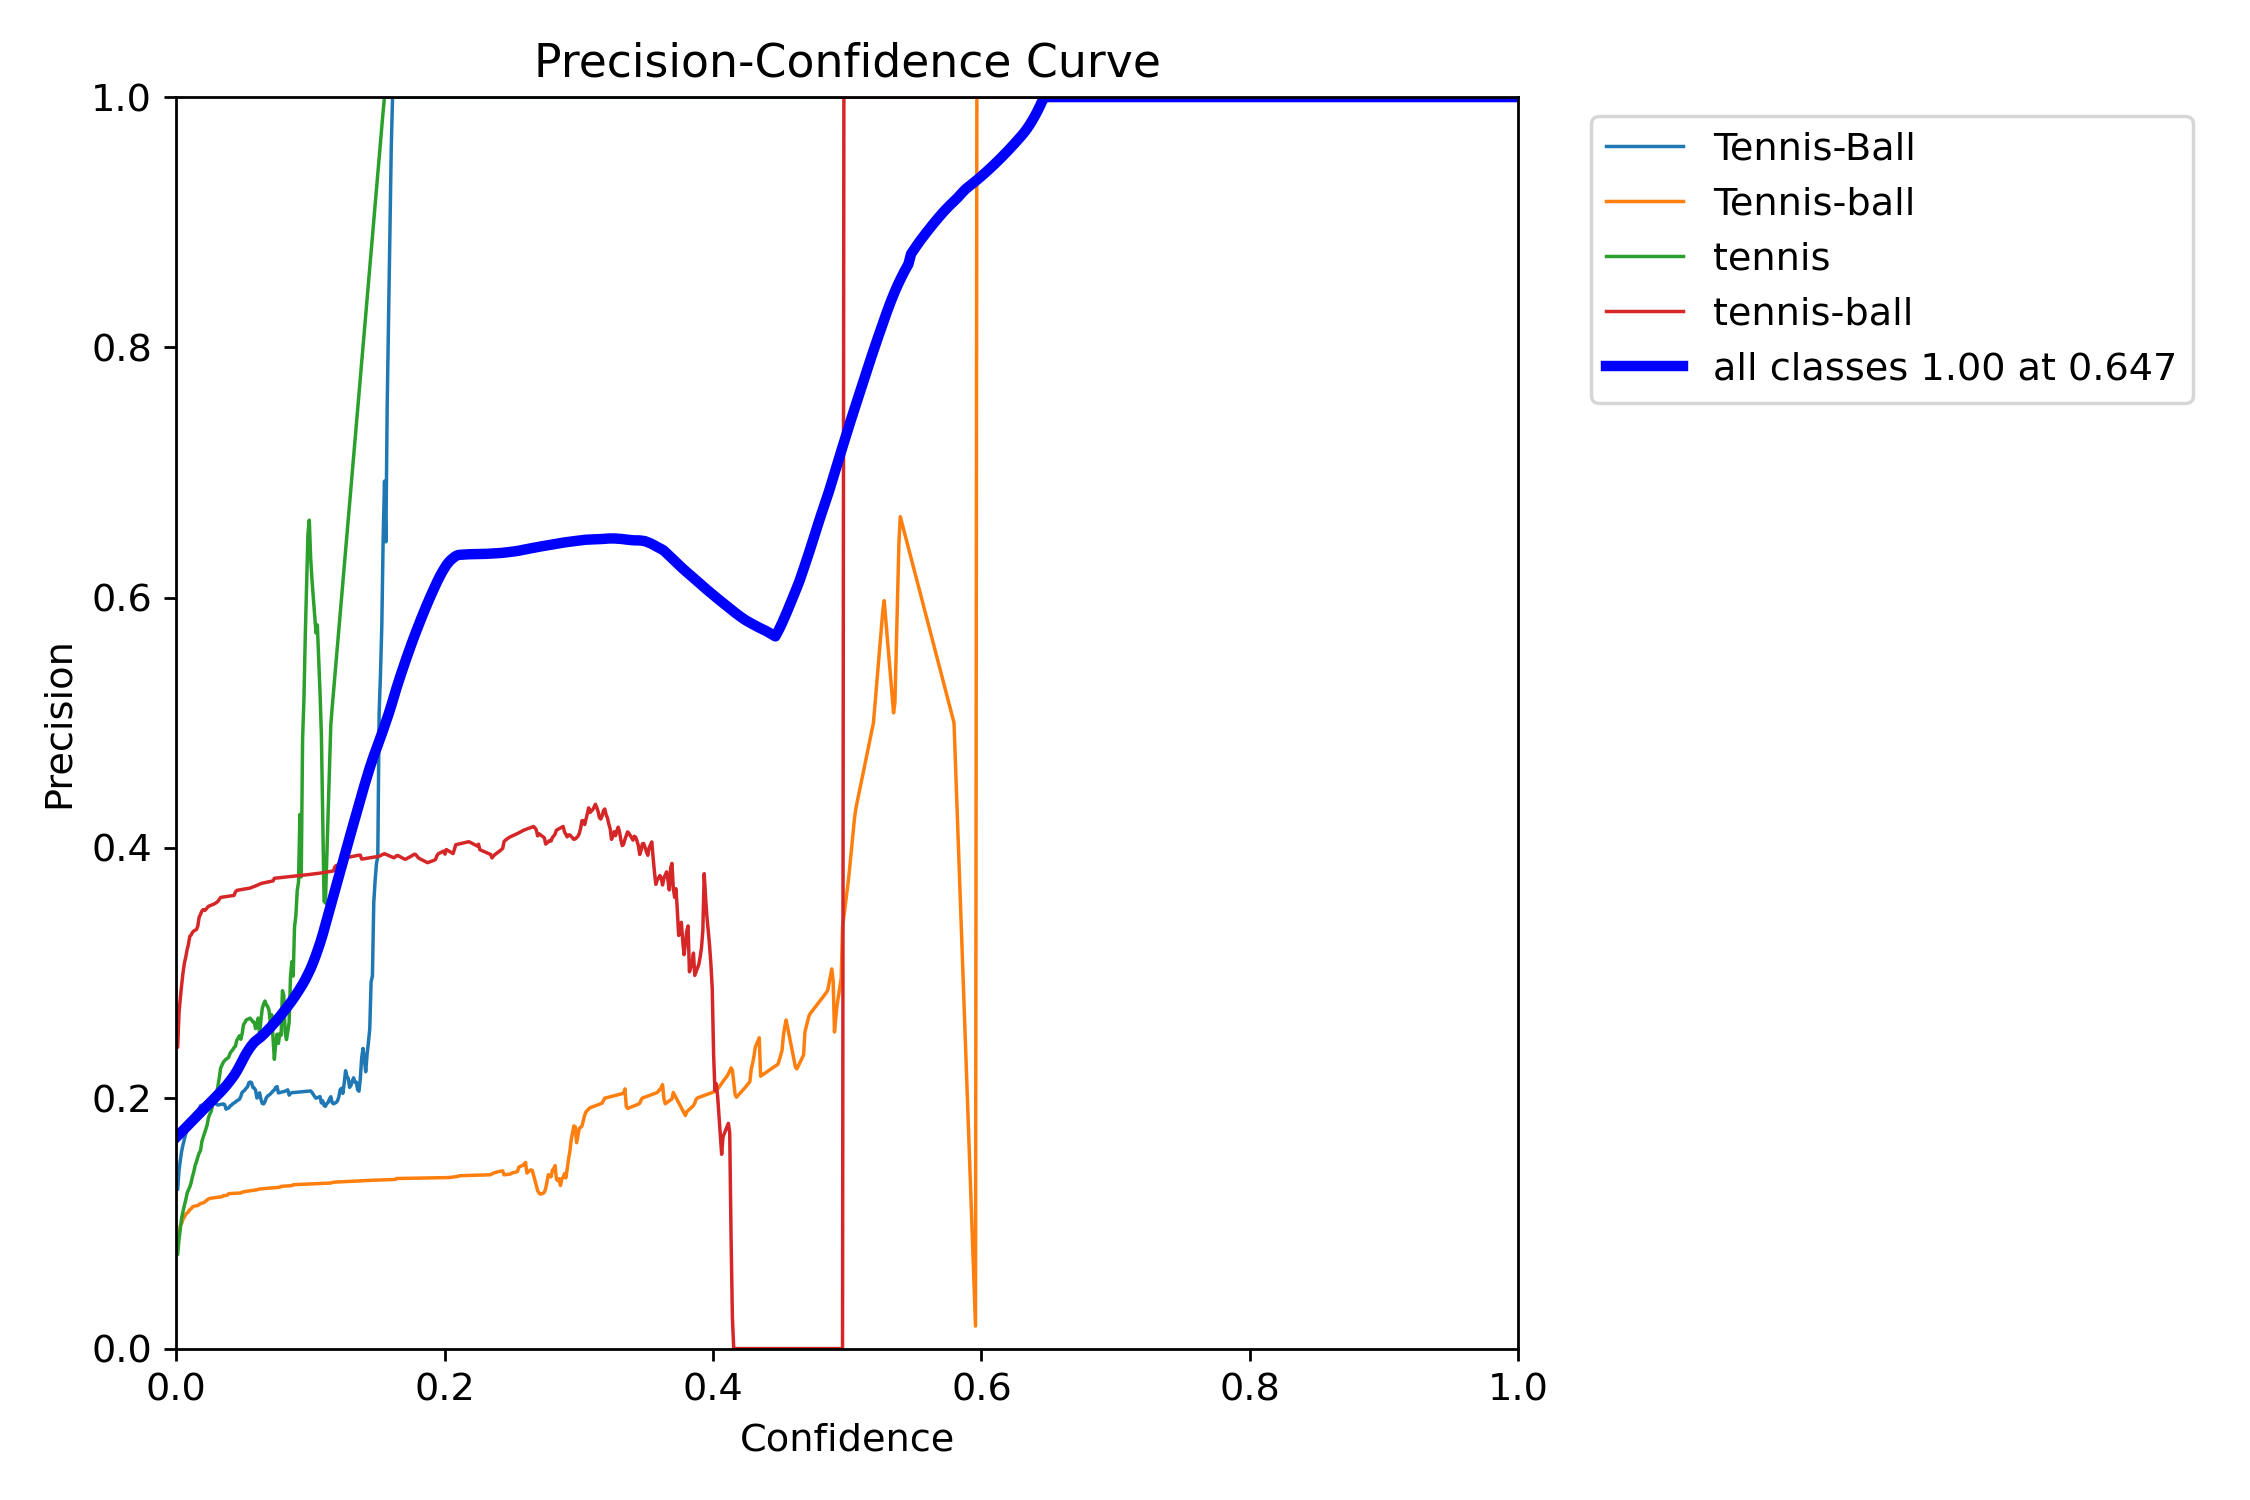 Precision-Confidence Curve
1.0
0.8
0.6
0.4
0.2
0.0
Precision
0.0 0.2 0.4 0.6 0.8 1.0
Confidence
Tennis-Ball
Tennis-ball
tennis
tennis-ball
all classes 1.00 at 0.647